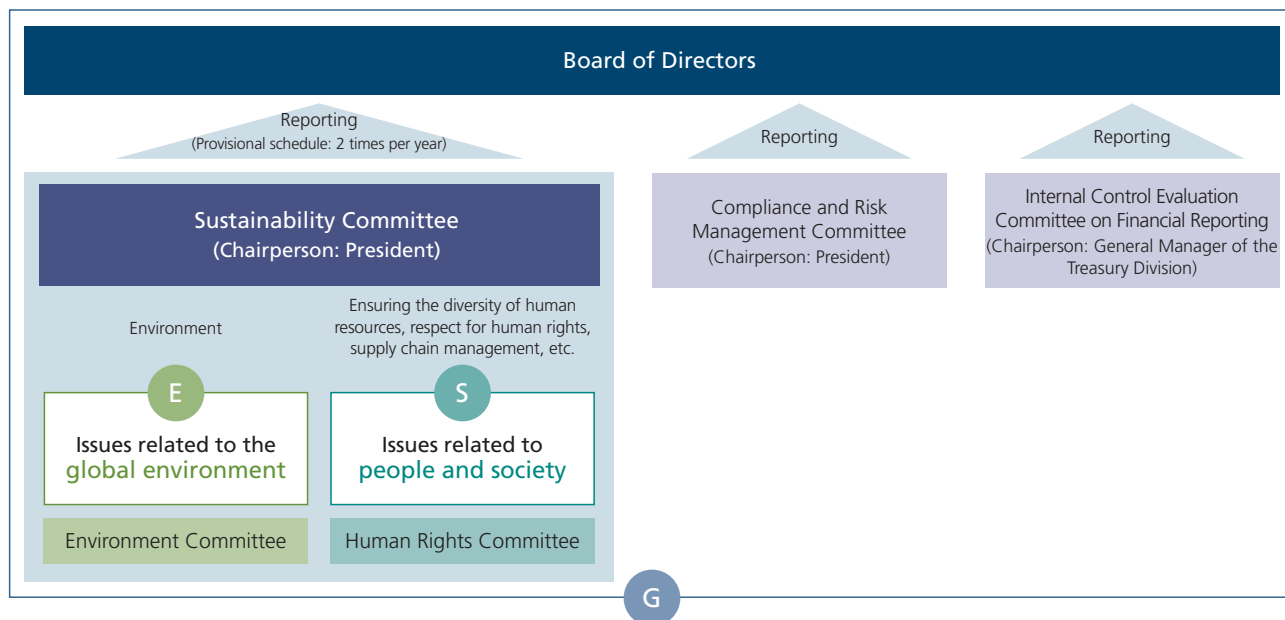 Board of Directors
Reporting
(Provisional schedule: 2 times per year)
Reporting
Reporting
Sustainability Committee
(Chairperson: President)
Compliance and Risk
Management Committee
(Chairperson: President)
Internal Control Evaluation
Committee on Financial Reporting
(Chairperson: General Manager of the
Treasury Division)
Environment
Ensuring the diversity of human
resources, respect for human rights,
supply chain management, etc.
E
Issues related to the
global environment
S
Issues related to
people and society
Environment Committee
Human Rights Committee
G